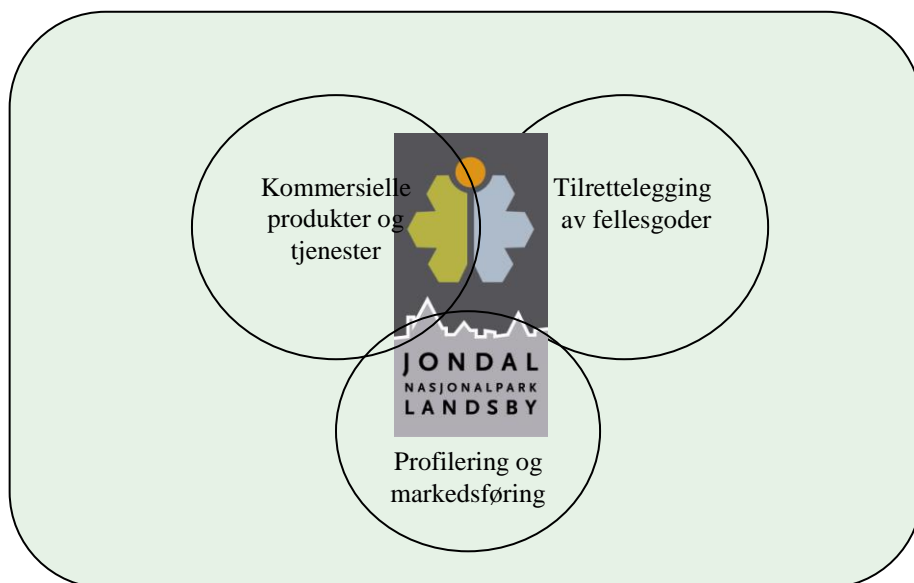 Kommersielle
produkter og
tjenester
Tilrettelegging
av fellesgoder
JONDAL
NASJONALPARK
LANDSBY
Profilering og
markedsføring